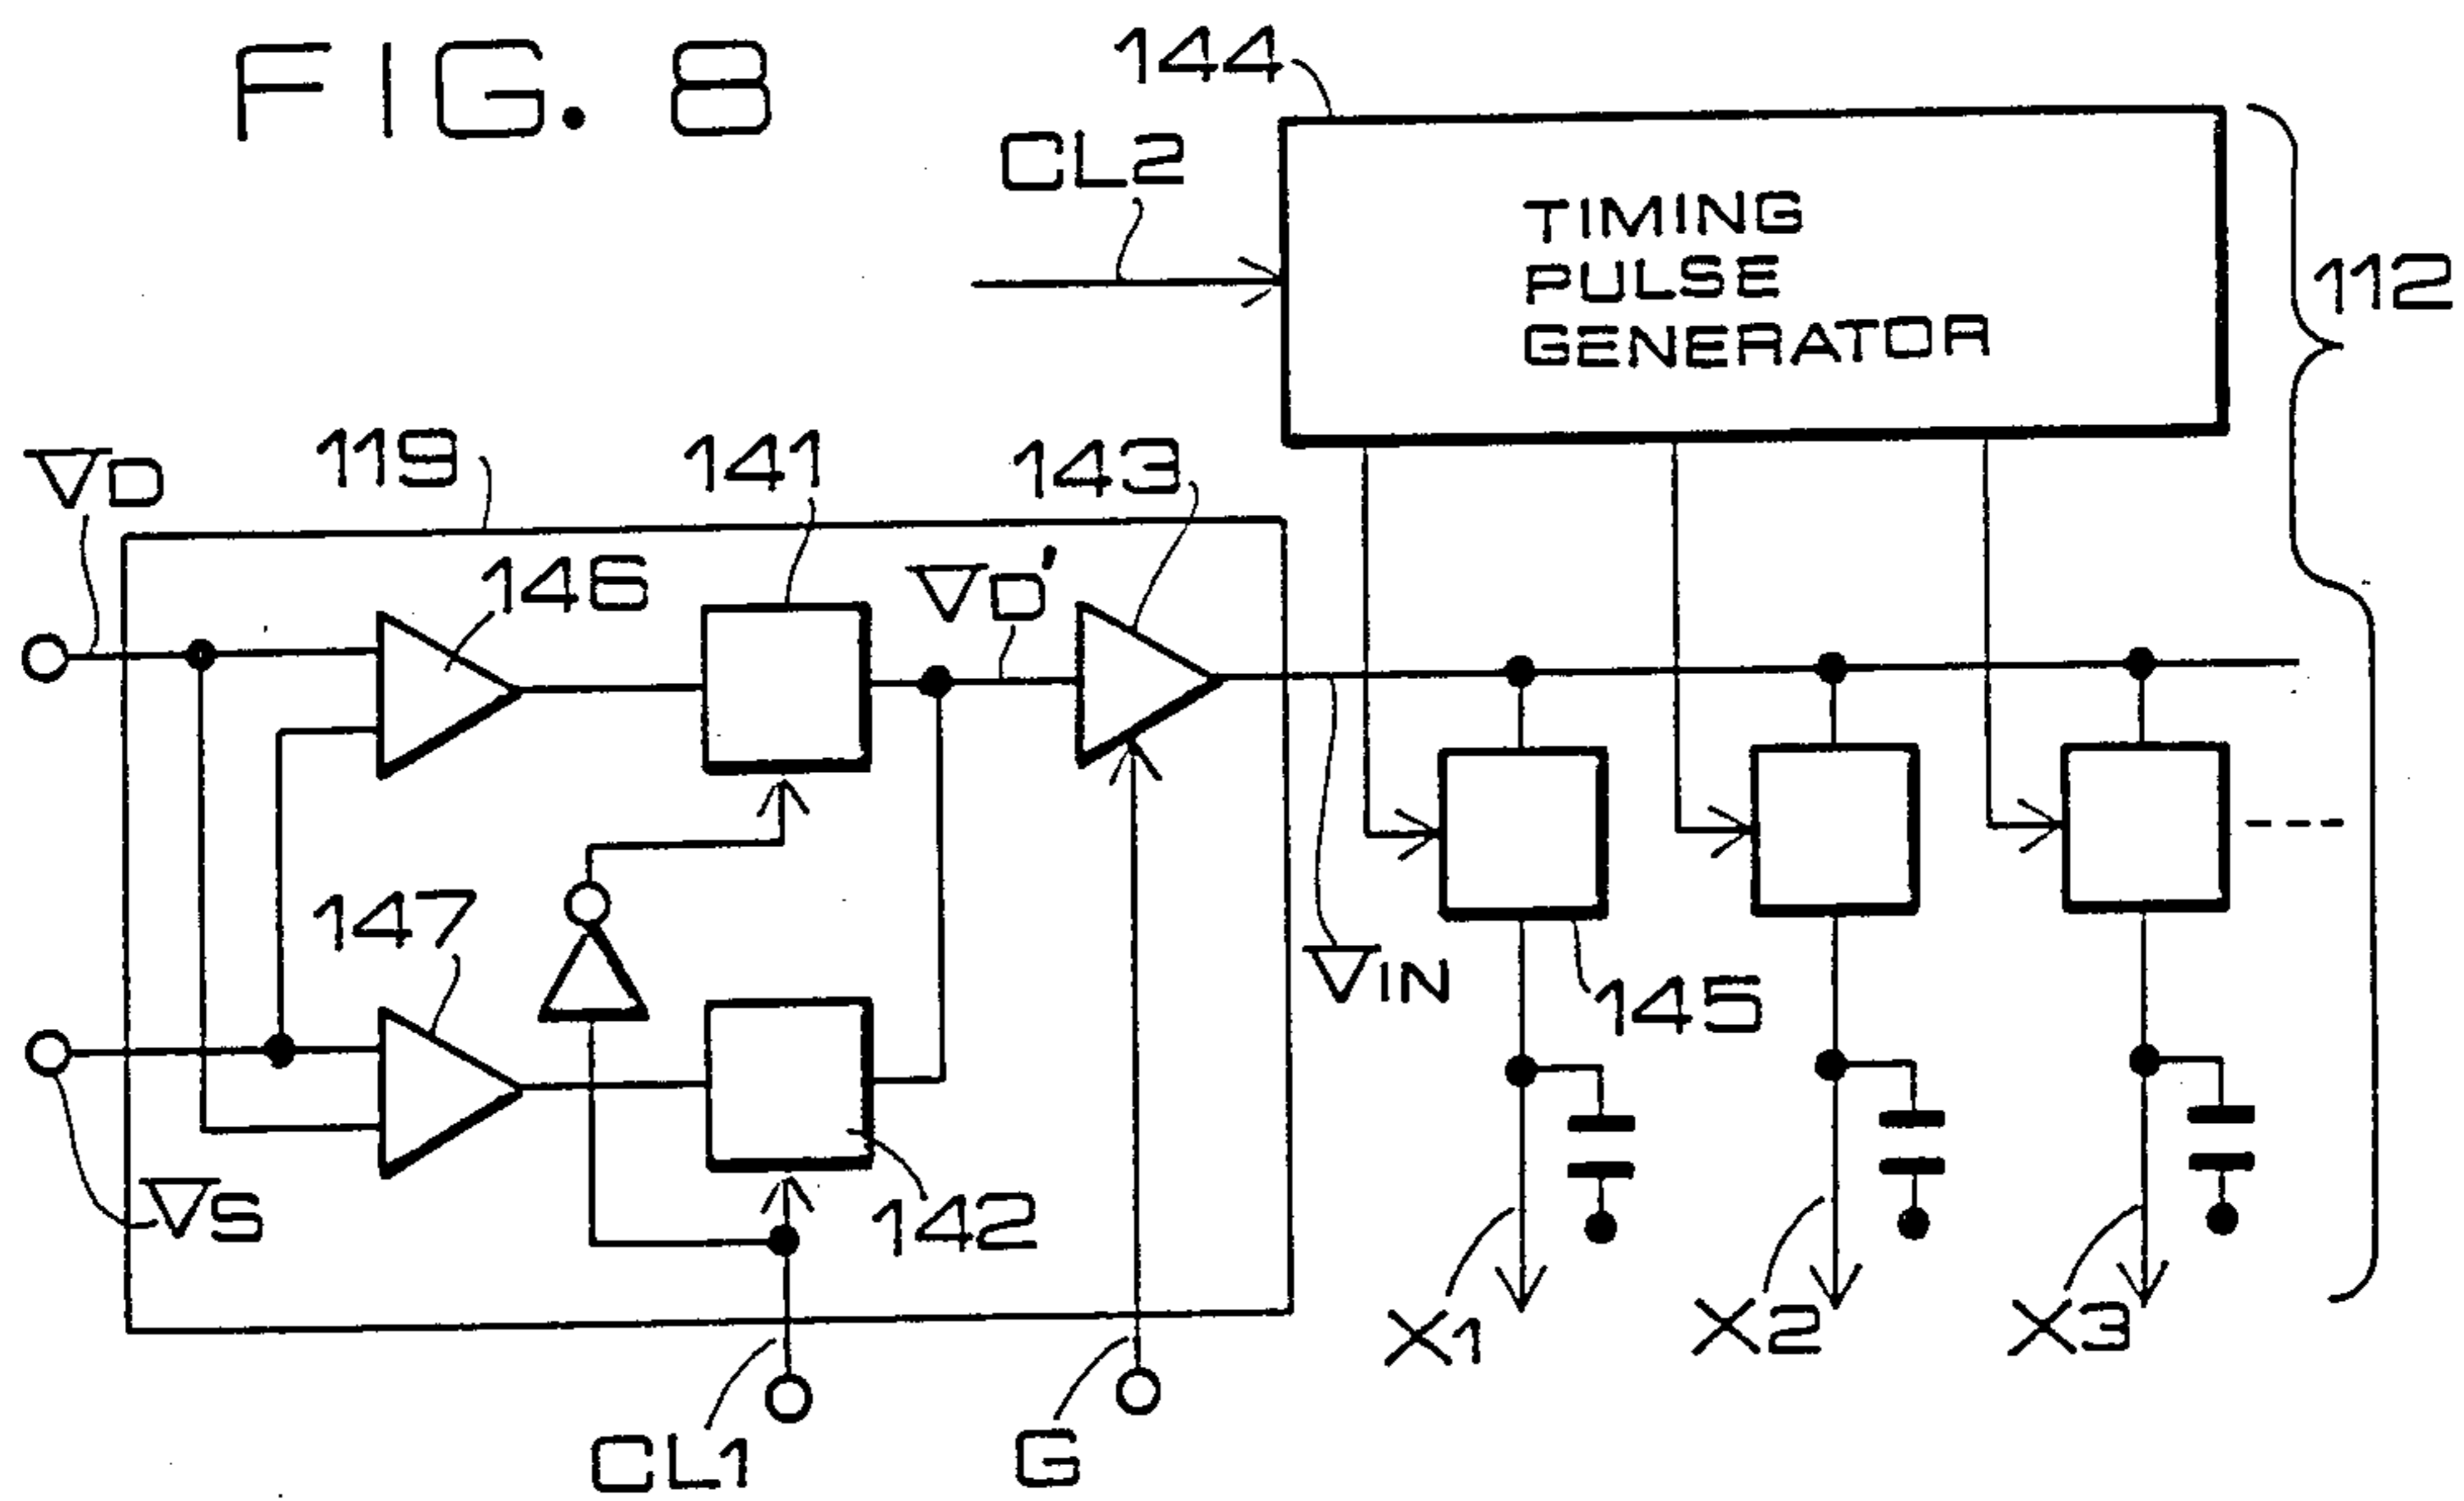 FIG. 8
144
CL2
TIMING
PULSE
GENERATOR
112
VD
119
141
143
146
VD'
147
VIN
145
VS
142
X1
X2
X3
CL1
G